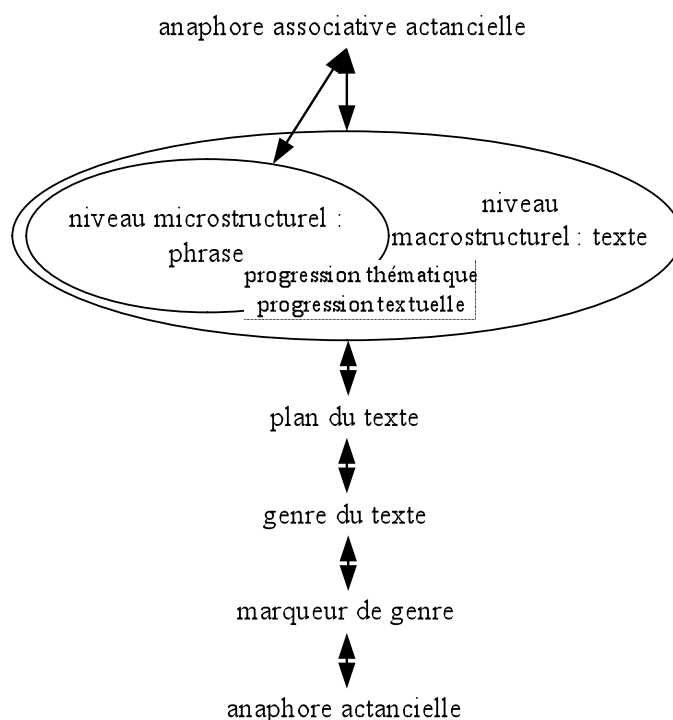 anaphore associative actancielle
niveau microstructurel :
phrase
niveau
macrostructurel : texte
progression thématique
progression textuelle
plan du texte
genre du texte
marqueur de genre
anaphore actancielle